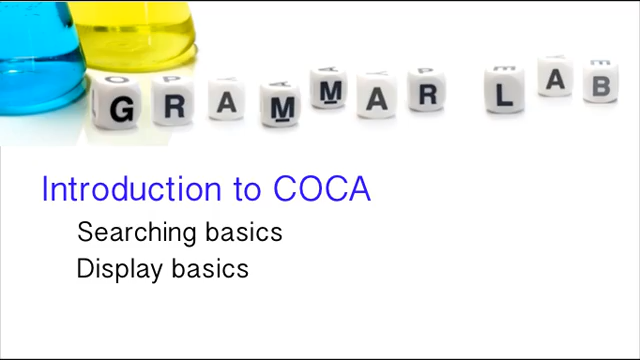 GRAMMAR LAB
Introduction to COCA
Searching basics
Display basics